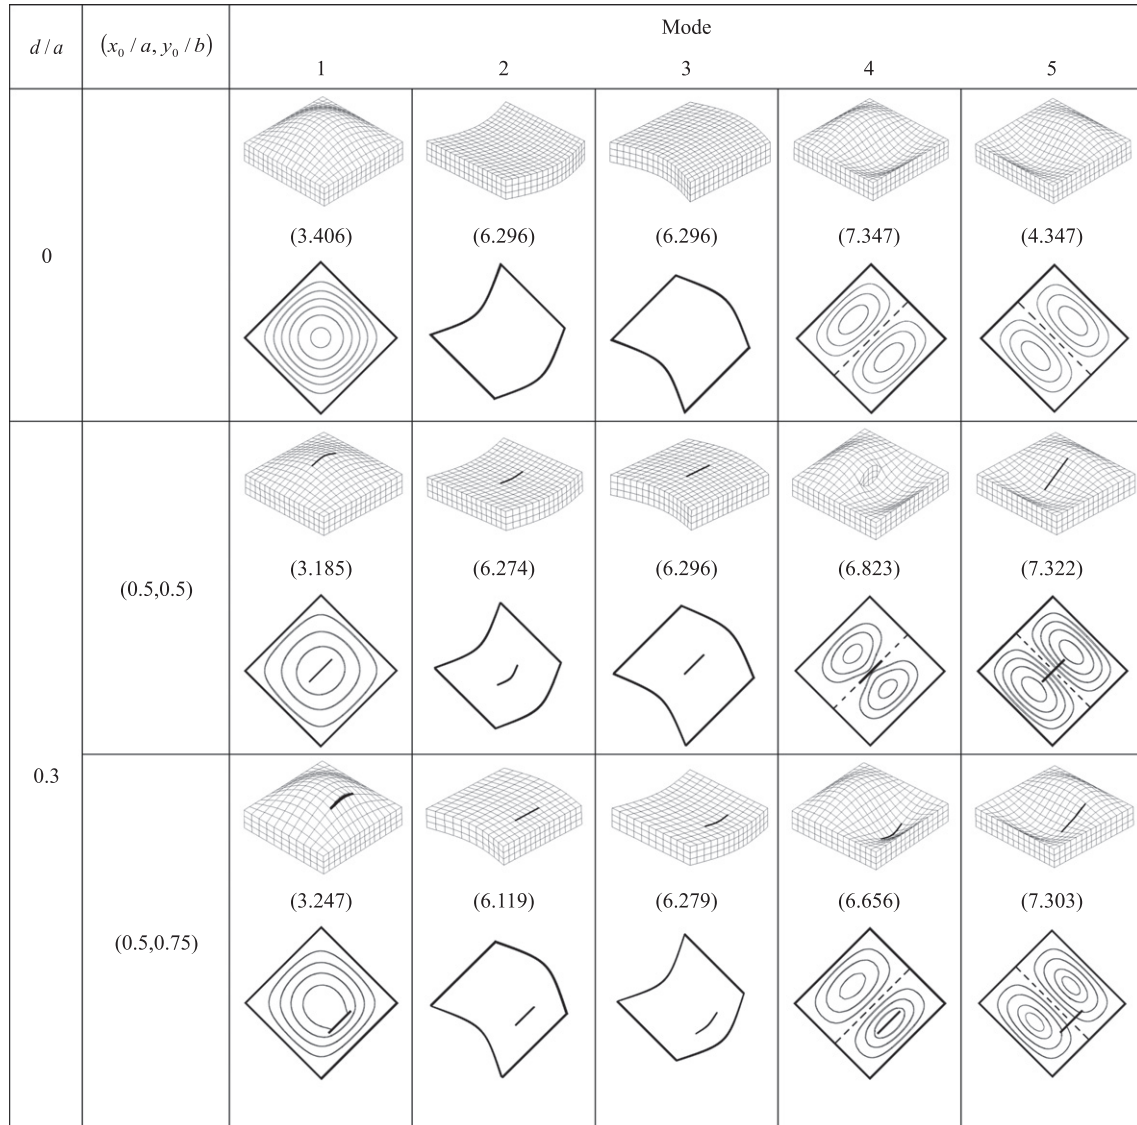 Mode
d / a (x₀ / a, y₀ / b)
1 2 3 4 5
(3.406) (6.296) (6.296) (7.347) (4.347)
0
(3.185) (6.274) (6.296) (6.823) (7.322)
(0.5,0.5)
0.3
(3.247) (6.119) (6.279) (6.656) (7.303)
(0.5,0.75)